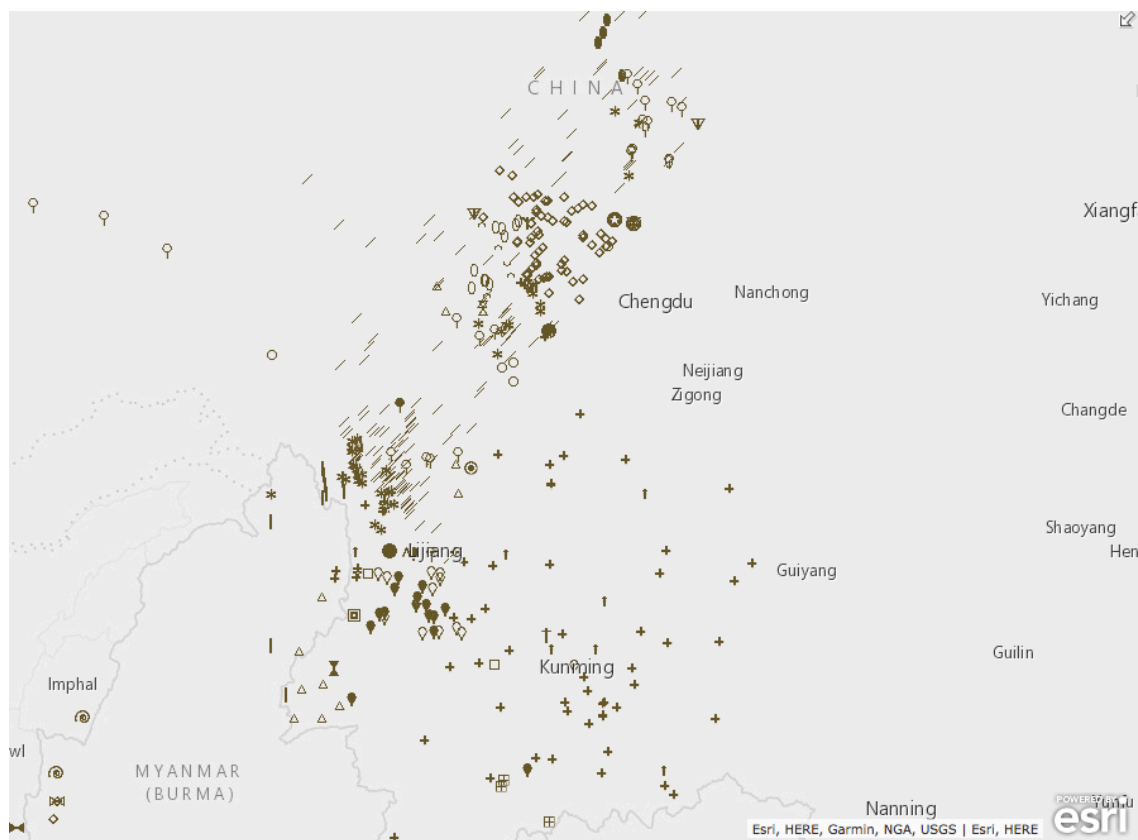 CHINA
Xiangf
Chengdu
Nanchong
Yichang
Neijiang
Zigong
Changde
Shaoyang
Lijiang
Hen
Guiyang
Kunming
Guilin
Imphal
wl
MYANMAR
(BURMA)
Nanning
POWERED BY
esri
Esri, HERE, Garmin, NGA, USGS | Esri, HERE